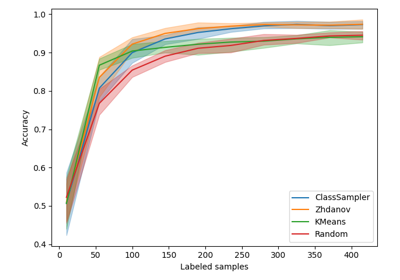 1.0
0.9
0.8
0.7
0.6
0.5
0.4
Accuracy
ClassSampler
Zhdanov
KMeans
Random
0 50 100 150 200 250 300 350 400
Labeled samples